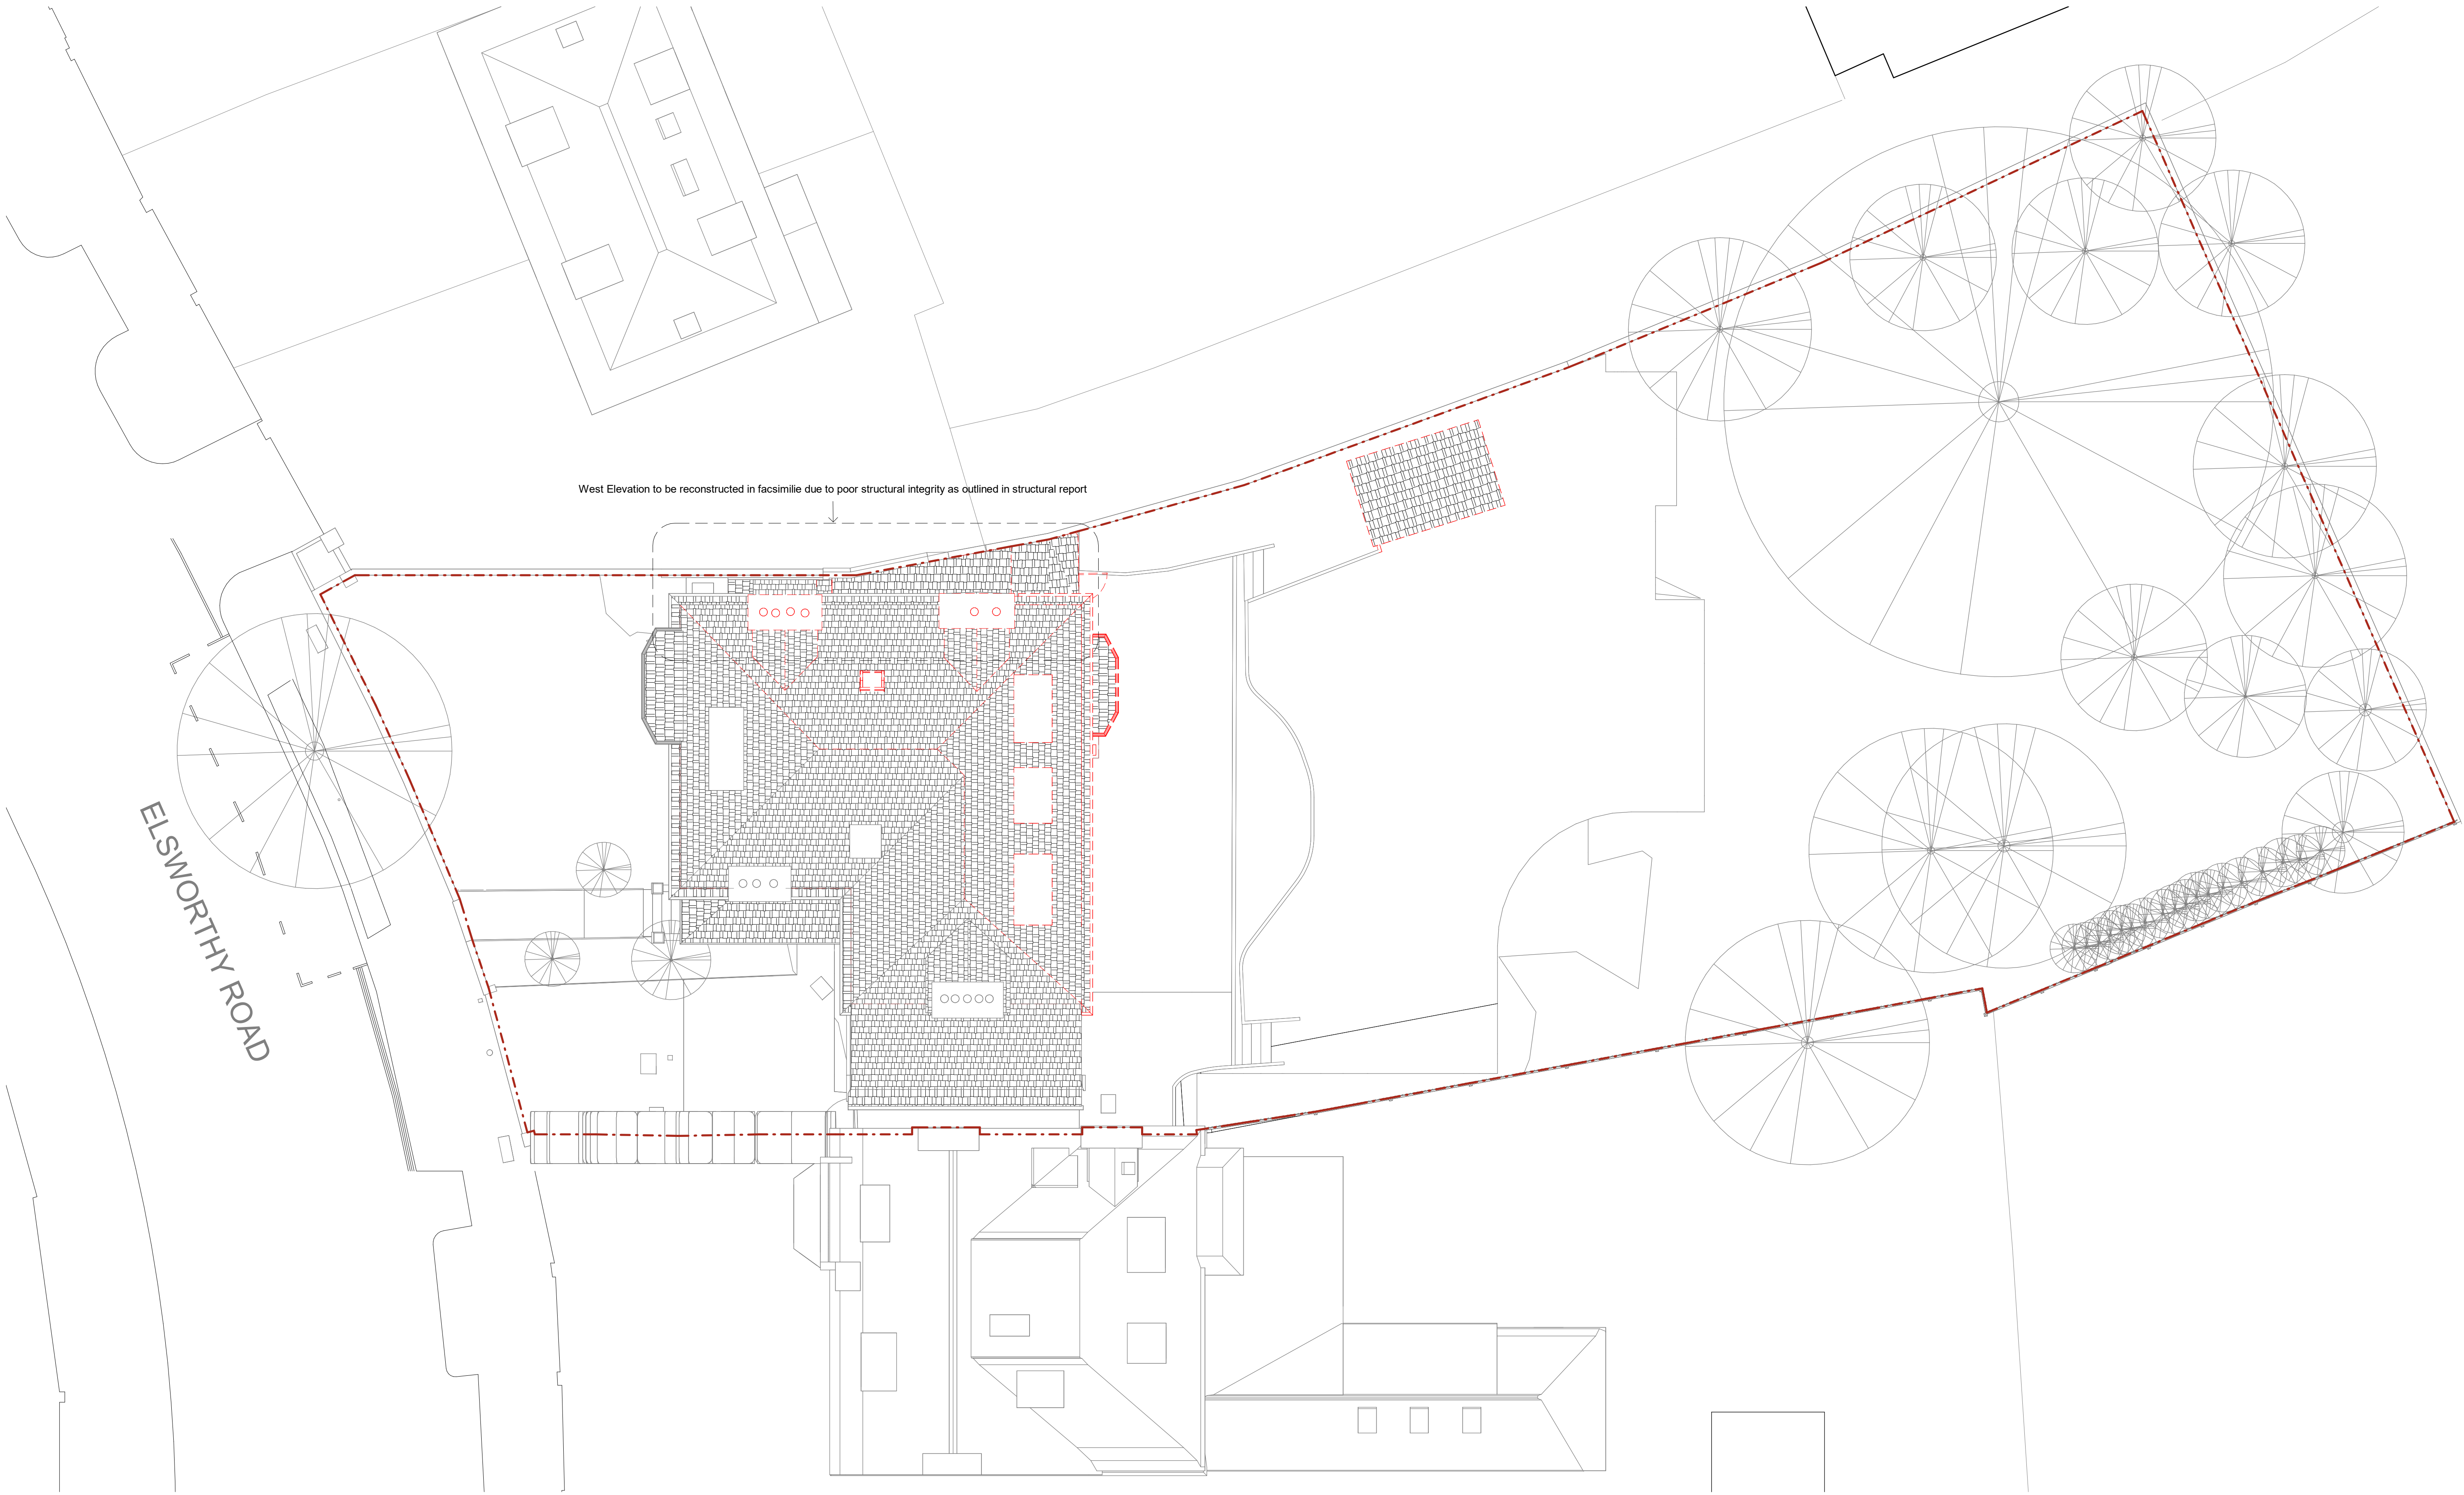 West Elevation to be reconstructed in facsimilie due to poor structural integrity as outlined in structural report
ELSWORTHY ROAD